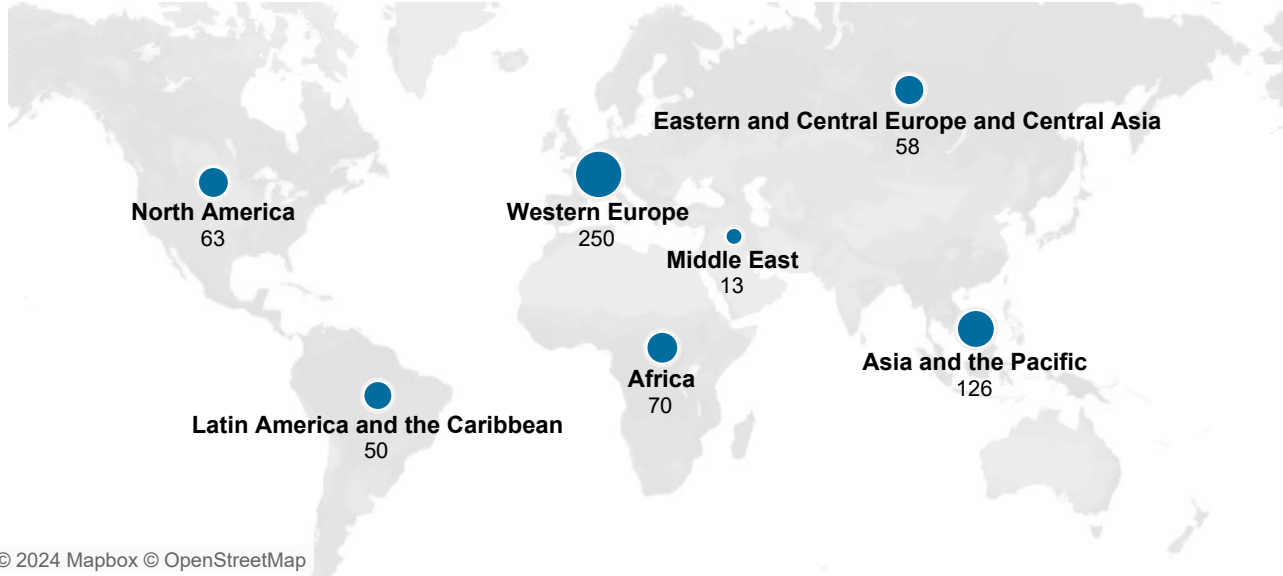 Eastern and Central Europe and Central Asia
58
North America
63
Western Europe
250
Middle East
13
Asia and the Pacific
126
Africa
70
Latin America and the Caribbean
50
© 2024 Mapbox © OpenStreetMap